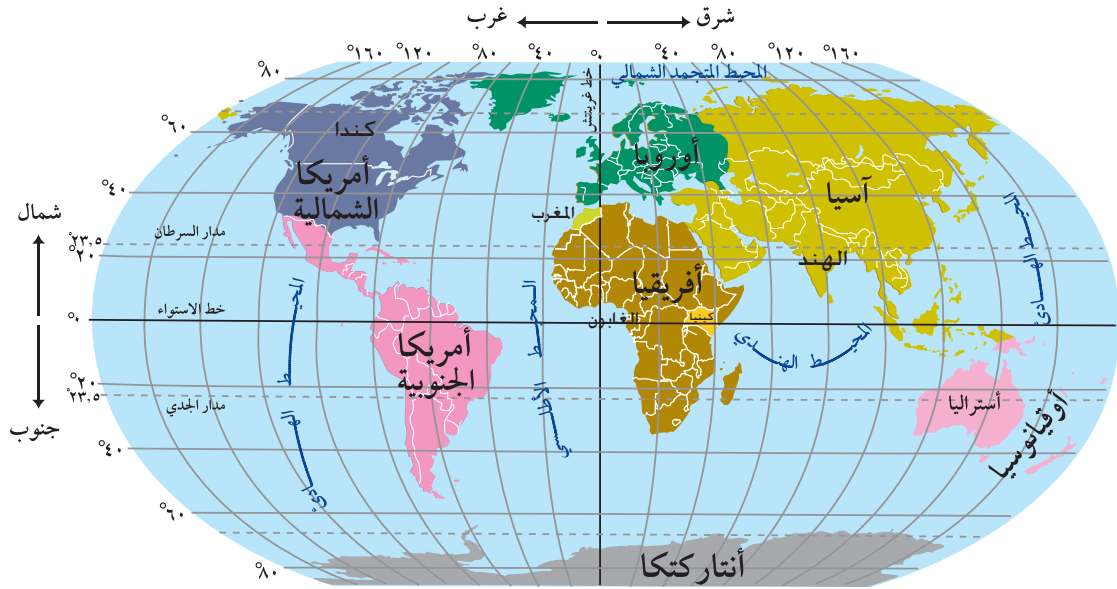 غرب
شرق
°١٦٠ °١٢٠ °٨٠ °٤٠ °٠ °٤٠ °٨٠ °١٢٠ °١٦٠
°٨٠
المحيط المتجمد الشمالي
خط غرينتش
°٦٠
كندا
أوروبا
أمريكا
الشمالية
آسيا
°٤٠
شمال
المغرب
المحيط الهادئ
مدار السرطان
°٢٣,٥
°٢٠
الهند
أفريقيا
المحيط الهادي
المحيط الأطلسي
خط الاستواء
°٠
الغابون
كينيا
المحيط الهندي
أمريكا
الجنوبية
°٢٠
°٢٣,٥
مدار الجدي
أستراليا
أوقيانوسيا
جنوب
°٤٠
°٦٠
°٨٠
أنتاركتكا